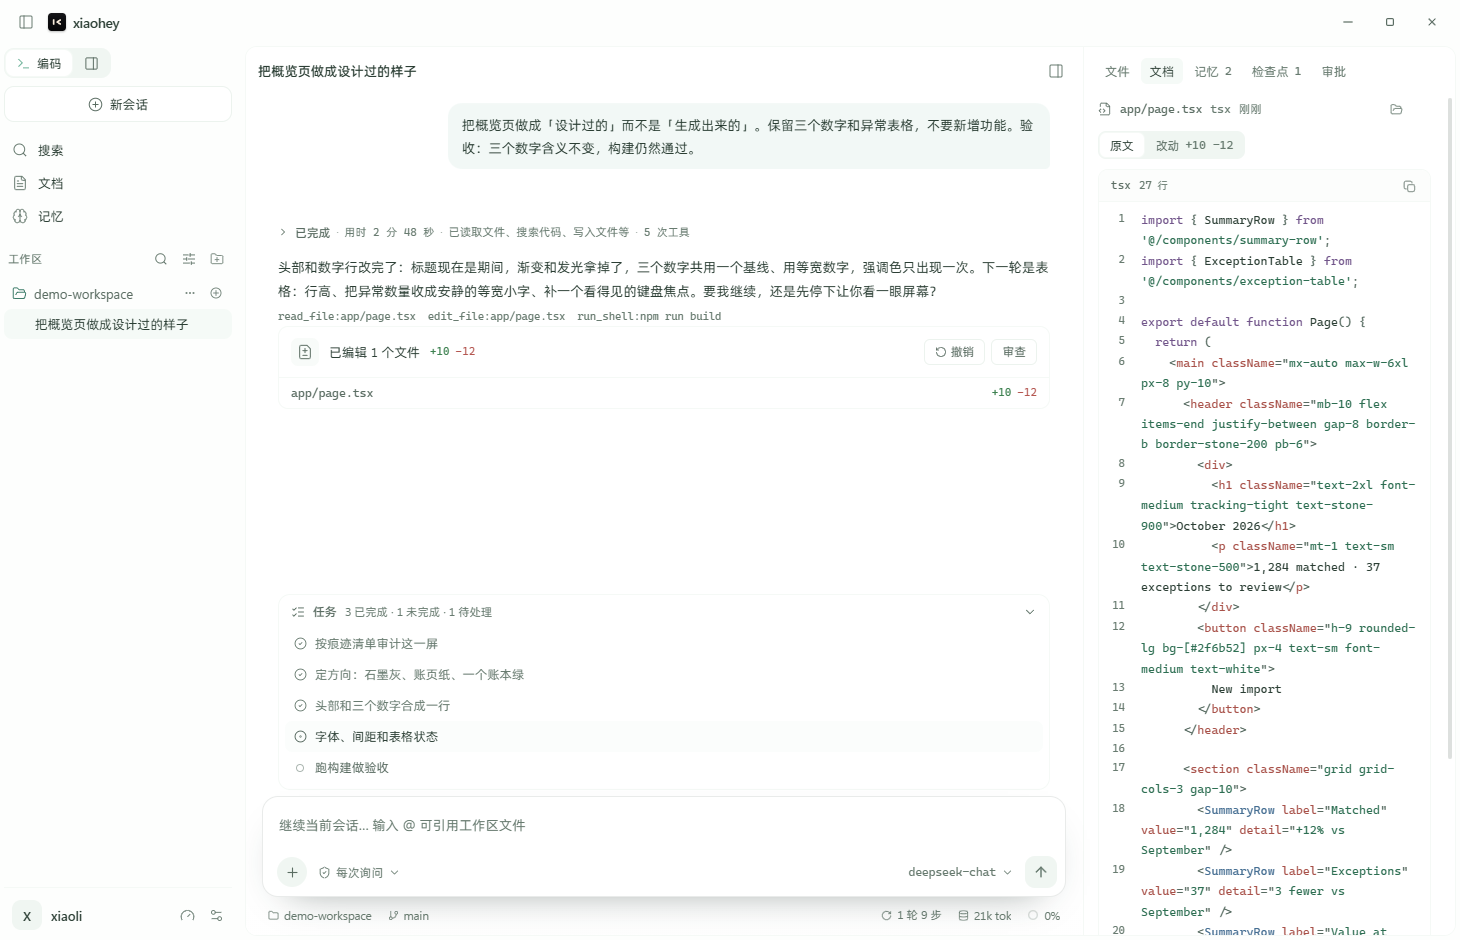 xiaohey
编码
新会话
搜索
文档
记忆
工作区
demo-workspace
把概览页做成设计过的样子
xiaoli
把概览页做成设计过的样子
把概览页做成「设计过的」而不是「生成出来的」。保留三个数字和异常表格，不要新增功能。验
收：三个数字含义不变，构建仍然通过。
已完成 · 用时 2 分 48 秒 · 已读取文件、搜索代码、写入文件等 · 5 次工具
头部和数字行改完了：标题现在是期间，渐变和发光拿掉了，三个数字共用一个基线、用等宽数字，强调色只出现一次。下一轮是表
格：行高、把异常数量收成安静的等宽小字、补一个看得见的键盘焦点。要我继续，还是先停下让你看一眼屏幕？
read_file:app/page.tsx edit_file:app/page.tsx run_shell:npm run build
已编辑 1 个文件 +10 −12
撤销 审查
app/page.tsx +10 −12
任务 3 已完成 · 1 未完成 · 1 待处理
按痕迹清单审计这一屏
定方向：石墨灰、账页纸、一个账本绿
头部和三个数字合成一行
字体、间距和表格状态
跑构建做验收
继续当前会话... 输入 @ 可引用工作区文件
每次询问 deepseek-chat
demo-workspace main 1 轮 9 步 21k tok 0%
文件 文档 记忆 2 检查点 1 审批
app/page.tsx tsx 刚刚
原文 改动 +10 −12
tsx 27 行
1 import { SummaryRow } from
'@/components/summary-row';
2 import { ExceptionTable } from
'@/components/exception-table';
3
4 export default function Page() {
5 return (
6 <main className="mx-auto max-w-6xl
px-8 py-10">
7 <header className="mb-10 flex
items-end justify-between gap-8 border-
b border-stone-200 pb-6">
8 <div>
9 <h1 className="text-2xl font-
medium tracking-tight text-stone-
900">October 2026</h1>
10 <p className="mt-1 text-sm
text-stone-500">1,284 matched · 37
exceptions to review</p>
11 </div>
12 <button className="h-9 rounded-
lg bg-[#2f6b52] px-4 text-sm font-
medium text-white">
13 New import
14 </button>
15 </header>
16
17 <section className="grid grid-
cols-3 gap-10">
18 <SummaryRow label="Matched"
value="1,284" detail="+12% vs
September" />
19 <SummaryRow label="Exceptions"
value="37" detail="3 fewer vs
September" />
20 <SummaryRow label="Value at